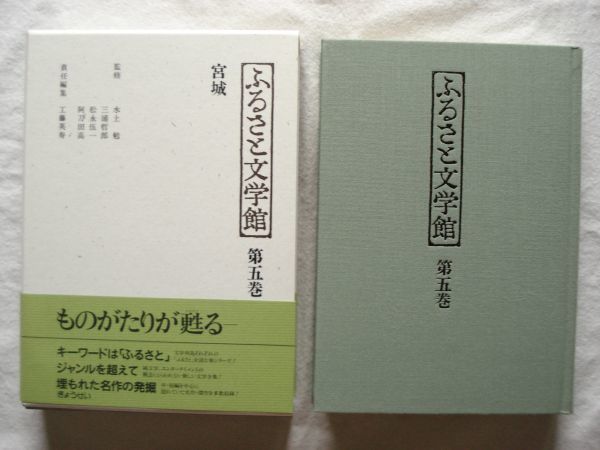 ふるさと文学館
第五巻
宮城
監修
水上勉
三浦哲郎
松永伍一
阿刀田高
責任編集
工藤英寿
ものがたりが甦る―
キーワードは「ふるさと」
ジャンルを超えて
埋もれた名作の発掘
ぎょうせい
ふるさと文学館
第五巻